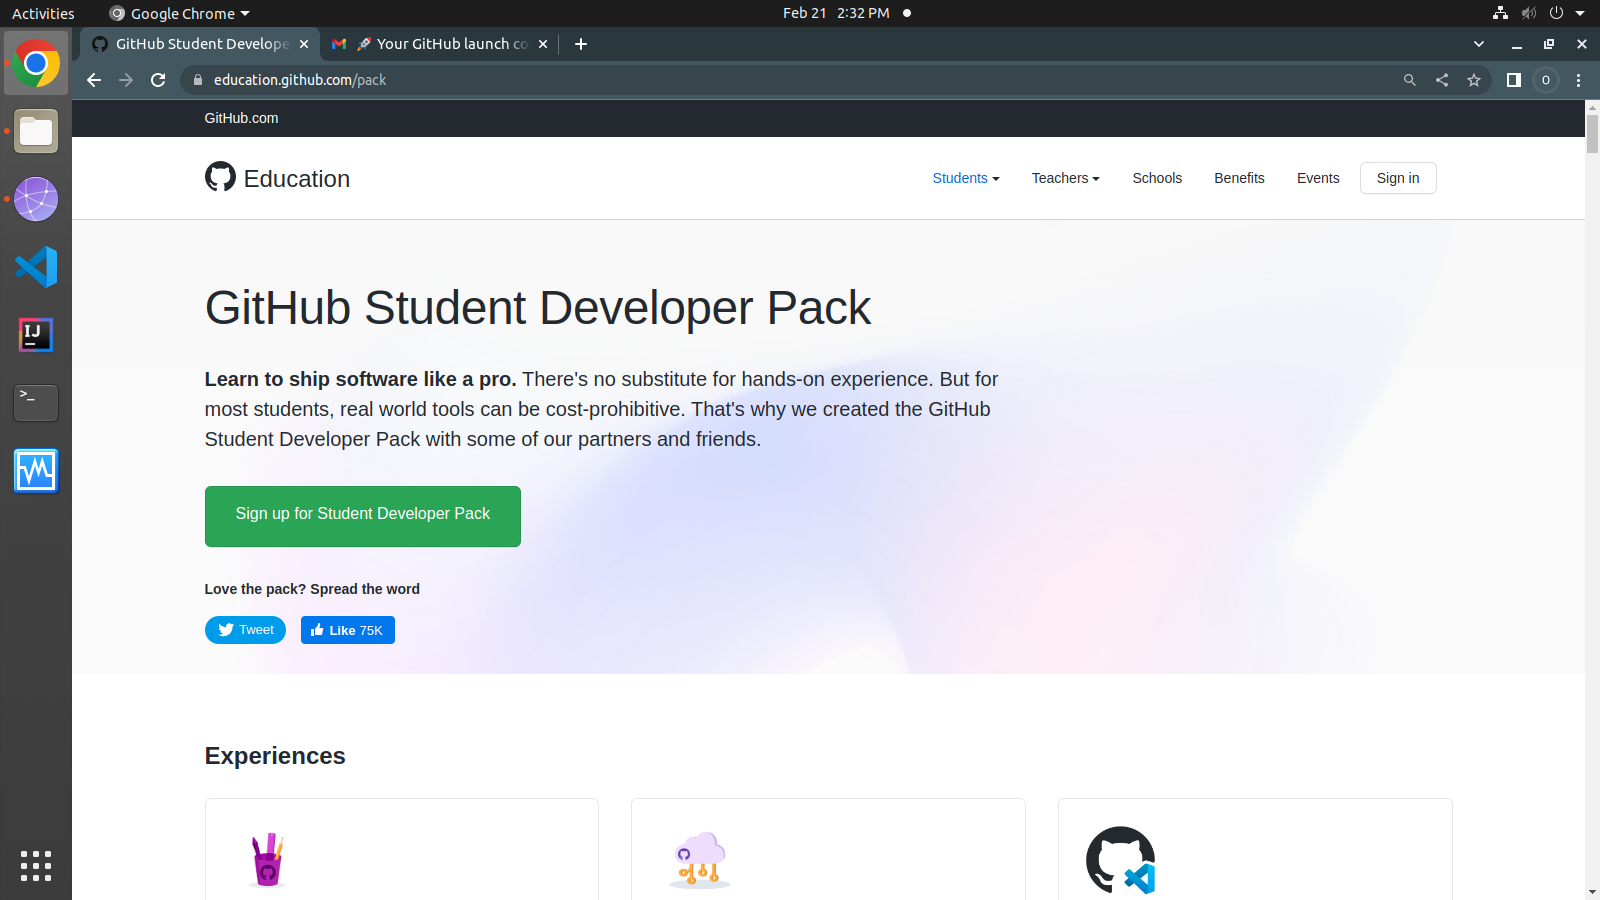 Activities
Google Chrome
Feb 21 2:32 PM
GitHub Student Develope
🚀 Your GitHub launch co
education.github.com/pack
O
GitHub.com
Education
Students
Teachers
Schools
Benefits
Events
Sign in
GitHub Student Developer Pack
Learn to ship software like a pro. There's no substitute for hands-on experience. But for
most students, real world tools can be cost-prohibitive. That's why we created the GitHub
Student Developer Pack with some of our partners and friends.
Sign up for Student Developer Pack
Love the pack? Spread the word
Tweet
Like 75K
Experiences
IJ
>_